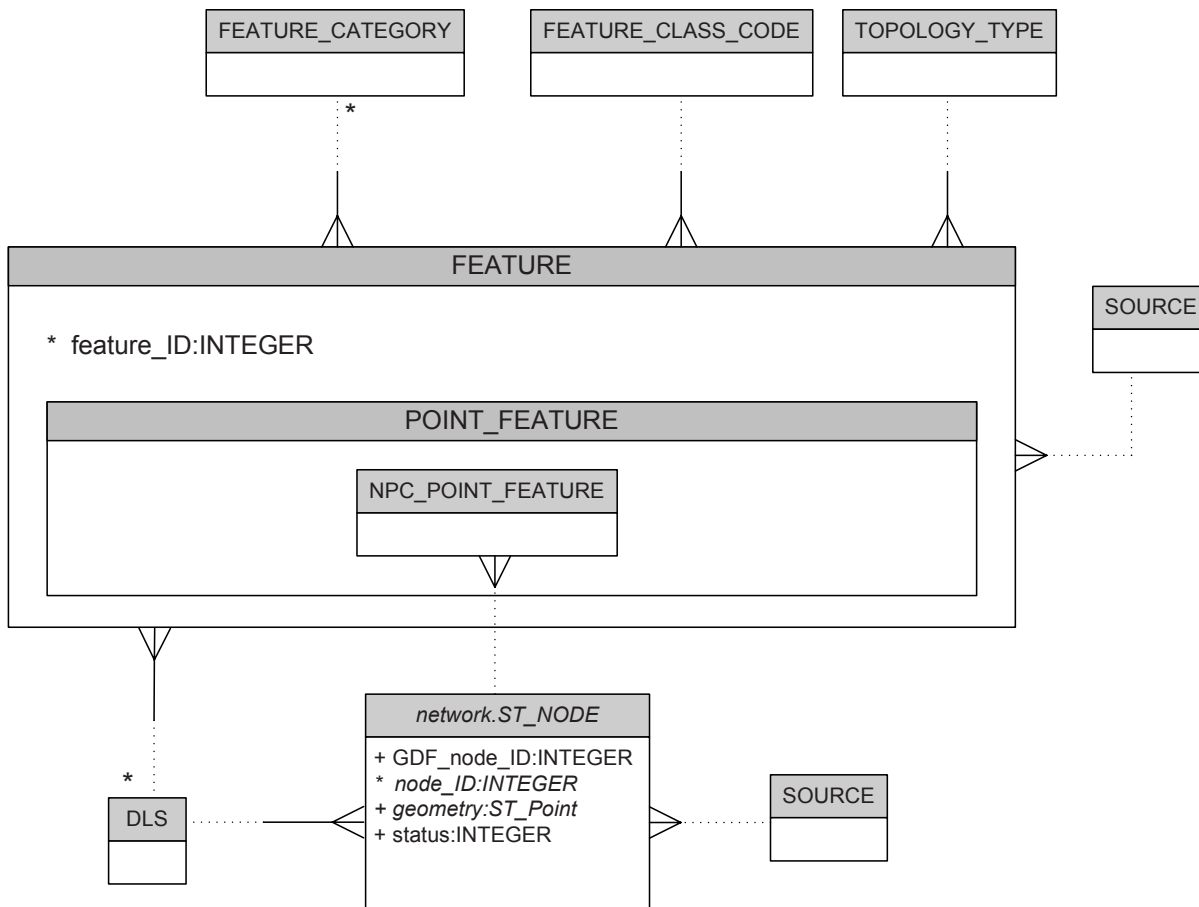 FEATURE_CATEGORY
FEATURE_CLASS_CODE
TOPOLOGY_TYPE
*
FEATURE
SOURCE
* feature_ID:INTEGER
POINT_FEATURE
NPC_POINT_FEATURE
network.ST_NODE
+ GDF_node_ID:INTEGER
* node_ID:INTEGER
+ geometry:ST_Point
+ status:INTEGER
*
DLS
SOURCE